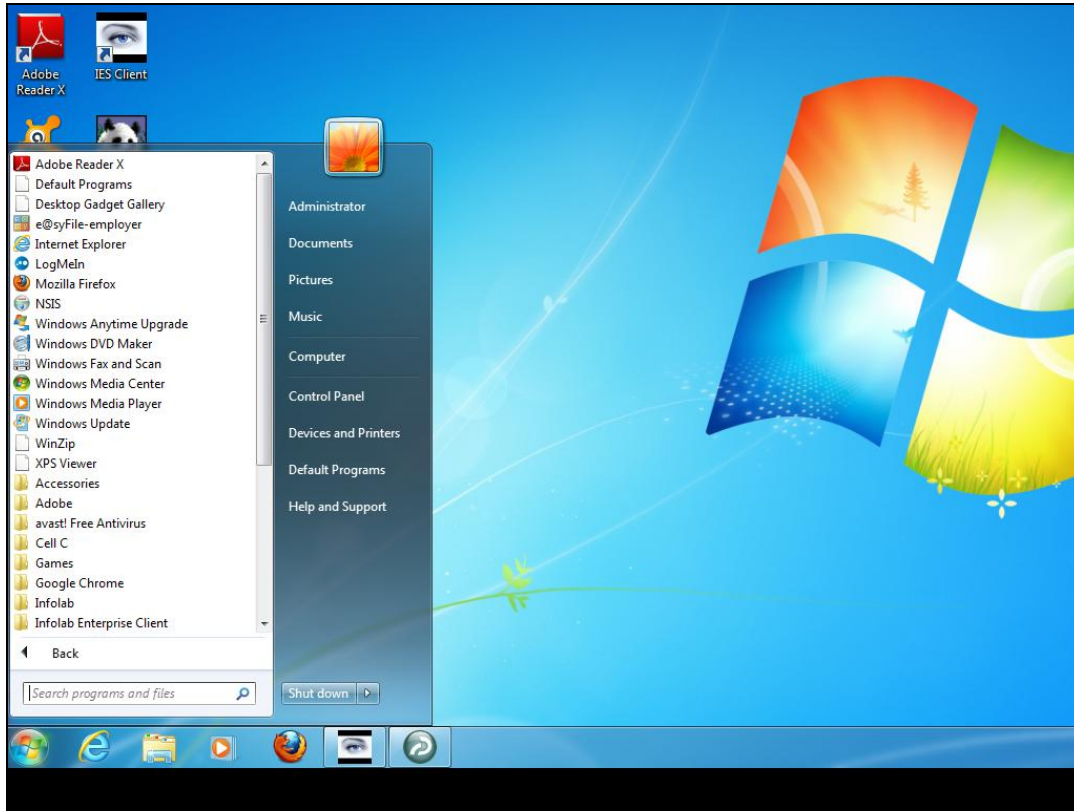 Adobe
Reader X
IES Client
Adobe Reader X
Default Programs
Desktop Gadget Gallery
e@syFile-employer
Internet Explorer
LogMeIn
Mozilla Firefox
NSIS
Windows Anytime Upgrade
Windows DVD Maker
Windows Fax and Scan
Windows Media Center
Windows Media Player
Windows Update
WinZip
XPS Viewer
Accessories
Adobe
avast! Free Antivirus
Cell C
Games
Google Chrome
Infolab
Infolab Enterprise Client
Back
Search programs and files
Administrator
Documents
Pictures
Music
Computer
Control Panel
Devices and Printers
Default Programs
Help and Support
Shut down